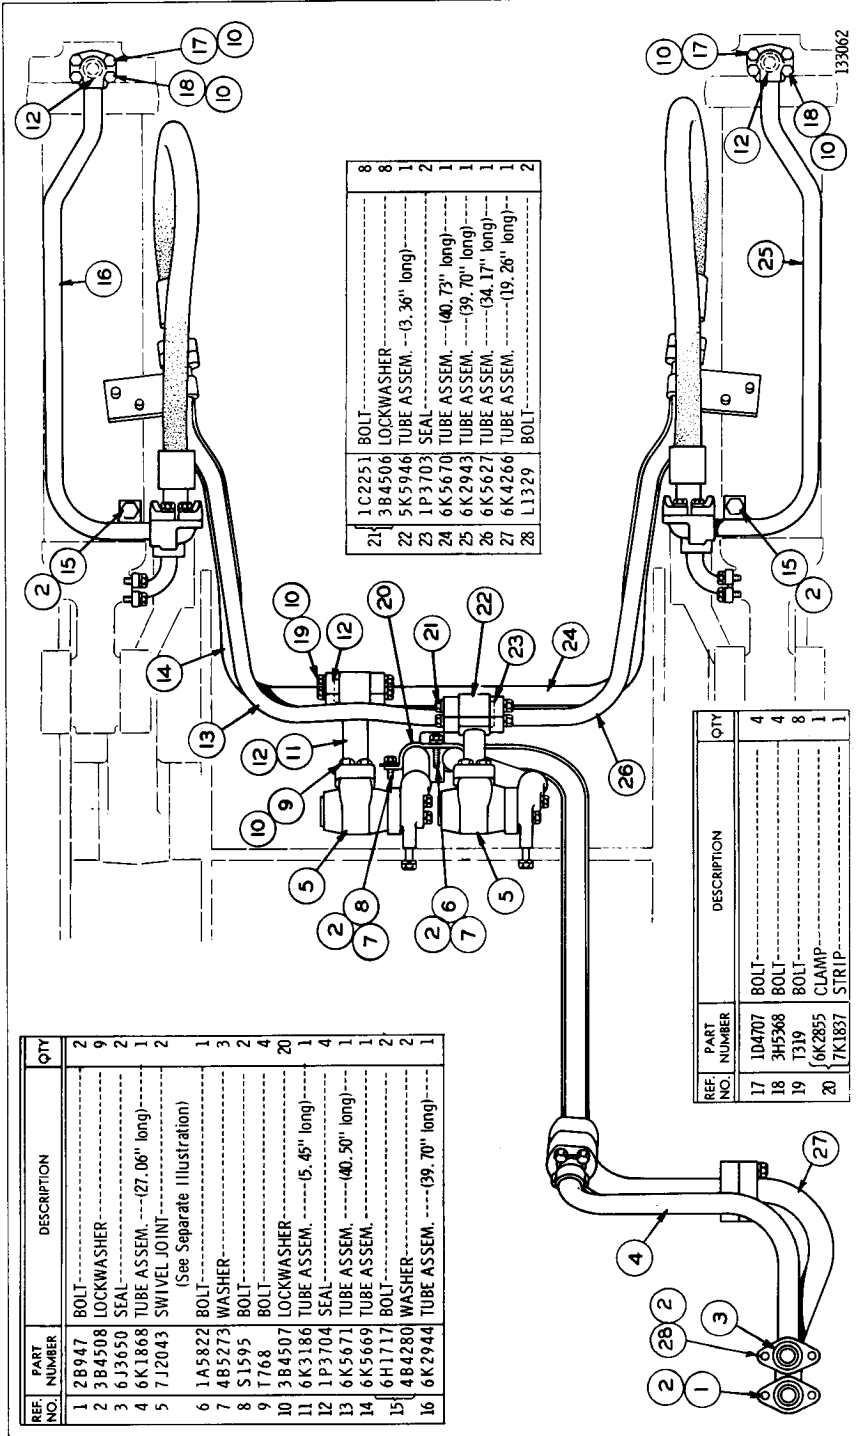 REF. NO. PART NUMBER DESCRIPTION QTY
1 2B947 BOLT 2
2 3B4508 LOCKWASHER 9
3 6J3650 SEAL 2
4 6K1868 TUBE ASSEM. ---(27.06" long) 1
5 7J2043 SWIVEL JOINT 2
(See Separate Illustration)
6 1A5822 BOLT 1
7 4B5273 WASHER 3
8 S1595 BOLT 2
9 T768 BOLT 4
10 3B4507 LOCKWASHER 20
11 6K3186 TUBE ASSEM. ----(5.45" long) 1
12 1P3704 SEAL 4
13 6K5671 TUBE ASSEM. ----(40.50" long) 1
14 6K5669 TUBE ASSEM. 1
15 6H1717 BOLT 2
4B4280 WASHER 2
16 6K2944 TUBE ASSEM. ---(39.70" long) 1
REF. NO. PART NUMBER DESCRIPTION QTY
17 1D4707 BOLT 4
18 3H5368 BOLT 4
19 T319 BOLT 8
20 6K2855 CLAMP 1
7K1837 STRIP 1
21 1C2251 BOLT 8
3B4506 LOCKWASHER 8
22 5K5946 TUBE ASSEM. --(3.36" long) 1
23 1P3703 SEAL 2
24 6K5670 TUBE ASSEM. ---(40.73" long) 1
25 6K2943 TUBE ASSEM. ---(39.70" long) 1
26 6K5627 TUBE ASSEM. ----(34.17" long) 1
27 6K4266 TUBE ASSEM. -----(19.26" long) 1
28 L1329 BOLT 2
12
17
10
18
10
16
2
15
14
13
10
19
12
20
21
22
23
24
26
12
11
10
9
5
2
8
7
2
6
7
5
10
17
12
18
10
25
15
2
27
4
2
28
3
2
1
133062